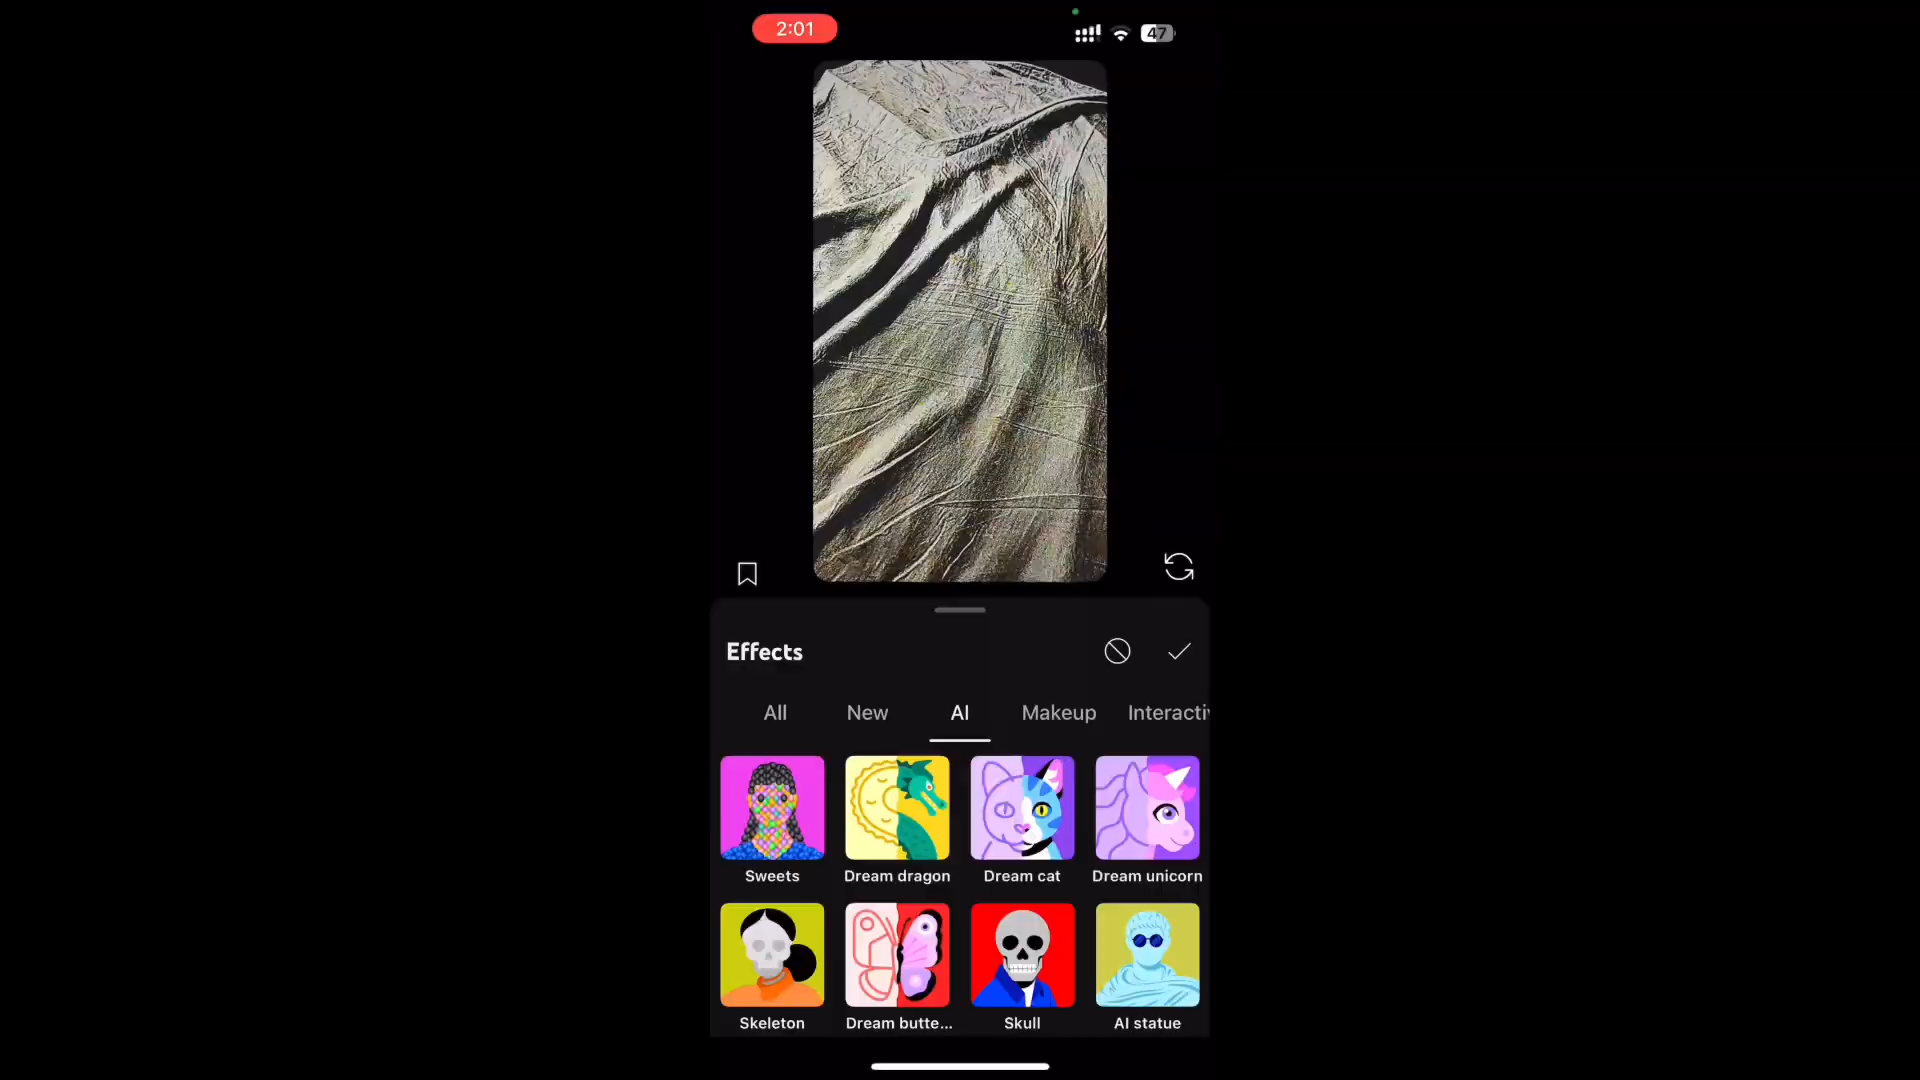 2:01
47
Effects
All New AI Makeup Interacti
Sweets Dream dragon Dream cat Dream unicorn
Skeleton Dream butte... Skull AI statue